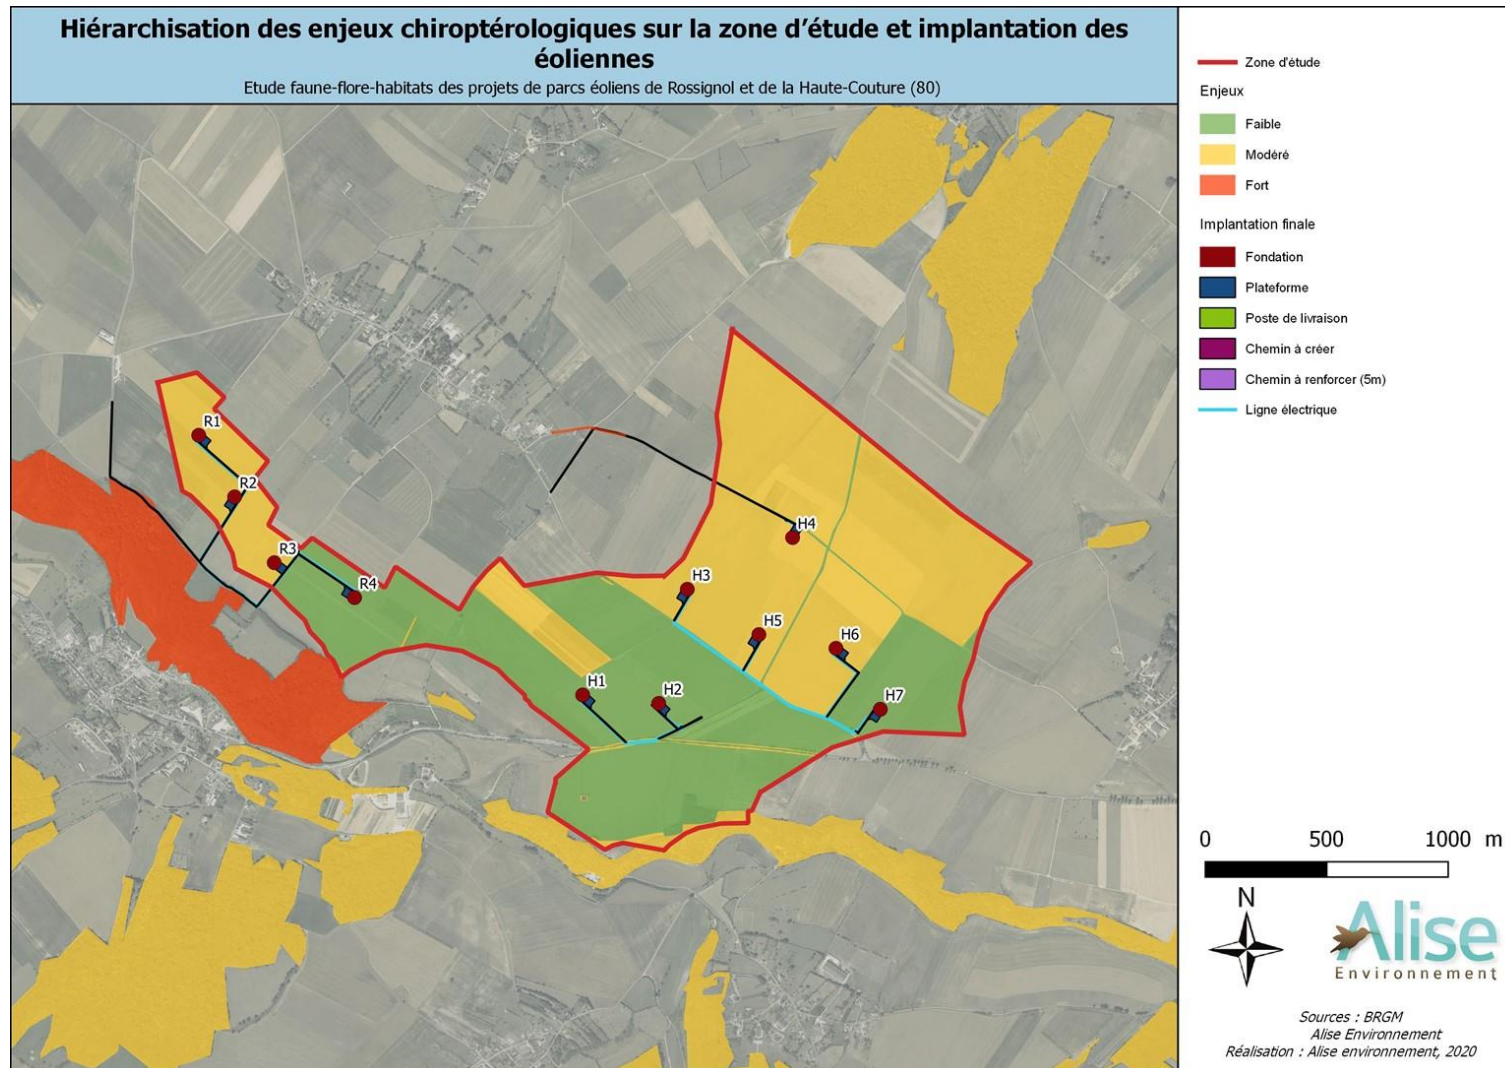 Hiérarchisation des enjeux chiroptérologiques sur la zone d'étude et implantation des
éoliennes
Etude faune-flore-habitats des projets de parcs éoliens de Rossignol et de la Haute-Couture (80)
Zone d'étude
Enjeux
Faible
Modéré
Fort
Implantation finale
Fondation
Plateforme
Poste de livraison
Chemin à créer
Chemin à renforcer (5m)
Ligne électrique
R1
R2
R3
R4
H4
H3
H5
H6
H1
H2
H7
0 500 1000 m
N
Alise
Environnement
Sources : BRGM
Alise Environnement
Réalisation : Alise environnement, 2020